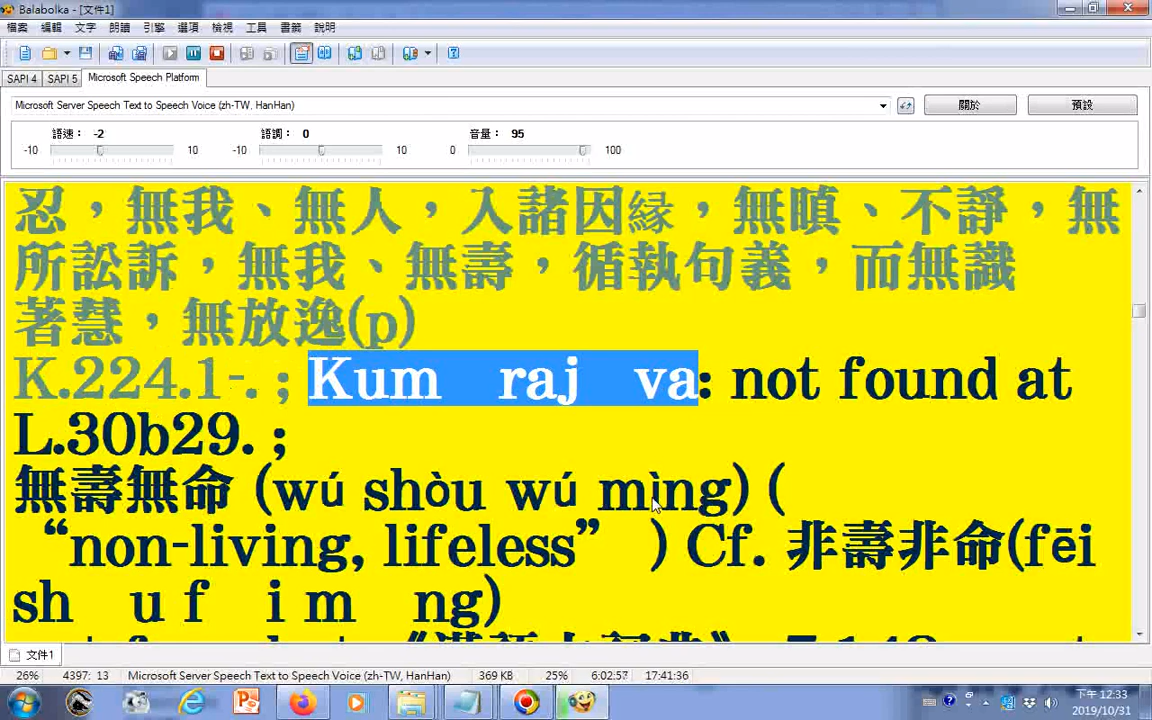 Balabolka - [文件1]
檔案 編輯 文字 朗讀 引擎 選項 檢視 工具 書籤 說明
SAPI 4 SAPI 5 Microsoft Speech Platform
Microsoft Server Speech Text to Speech Voice (zh-TW, HanHan) 關於 預設
語速： -2 語調： 0 音量： 95
-10 10 -10 10 0 100
忍，無我、無人，入諸因縁，無瞋、不諍，無
所訟訴，無我、無壽，循執句義，而無識
著慧，無放逸(p)
K.224.1-. ; Kum raj va: not found at
L.30b29. ;
無壽無命 (wú shòu wú mìng) (
“non-living, lifeless” ) Cf. 非壽非命(fēi
sh u f i m ng)
文件1
26% 4397: 13 Microsoft Server Speech Text to Speech Voice (zh-TW, HanHan) 369 KB 25% 6:02:57 17:41:36
下午 12:33
2019/10/31